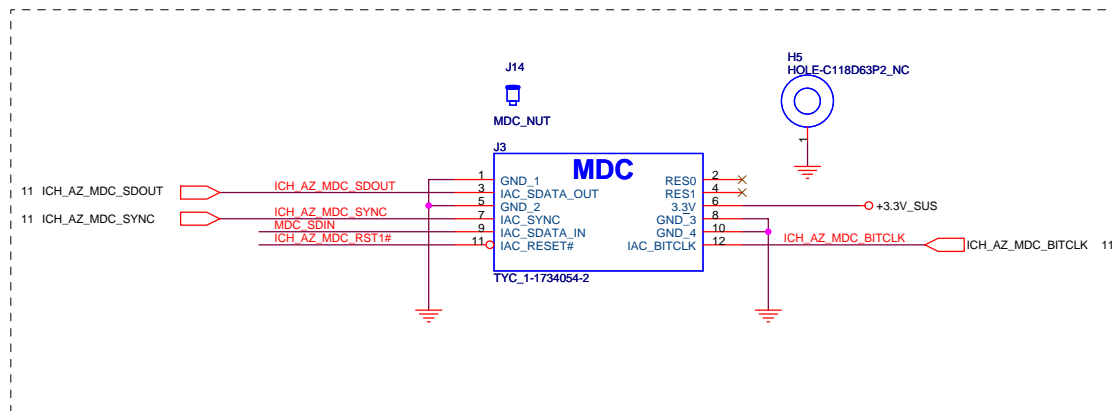 H5
HOLE-C118D63P2_NC
J14
MDC_NUT
1
J3
MDC
1 GND_1 RES0 2
11 ICH_AZ_MDC_SDOUT ICH_AZ_MDC_SDOUT 3 IAC_SDATA_OUT RES1 4
5 GND_2 3.3V 6 +3.3V_SUS
11 ICH_AZ_MDC_SYNC ICH_AZ_MDC_SYNC 7 IAC_SYNC GND_3 8
MDC_SDIN 9 IAC_SDATA_IN GND_4 10
ICH_AZ_MDC_RST1# 11 IAC_RESET# IAC_BITCLK 12 ICH_AZ_MDC_BITCLK ICH_AZ_MDC_BITCLK 11
TYC_1-1734054-2